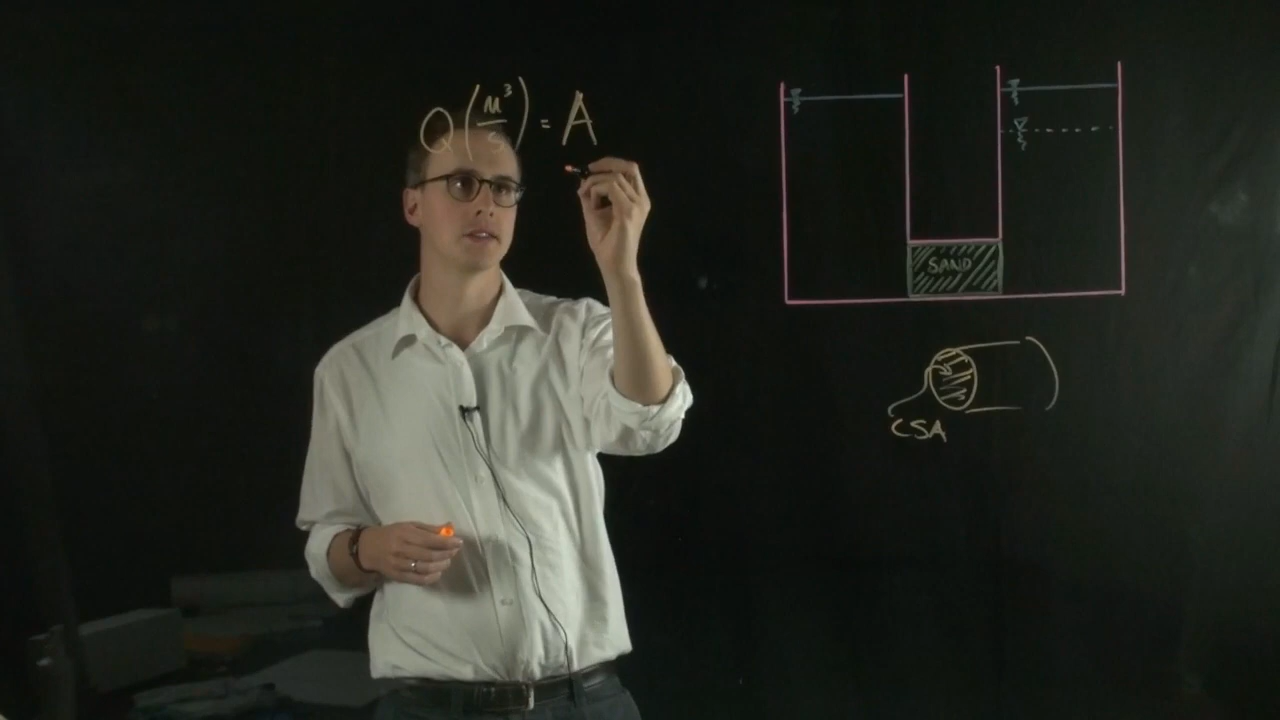 Q (m³/s) = A
SAND
CSA